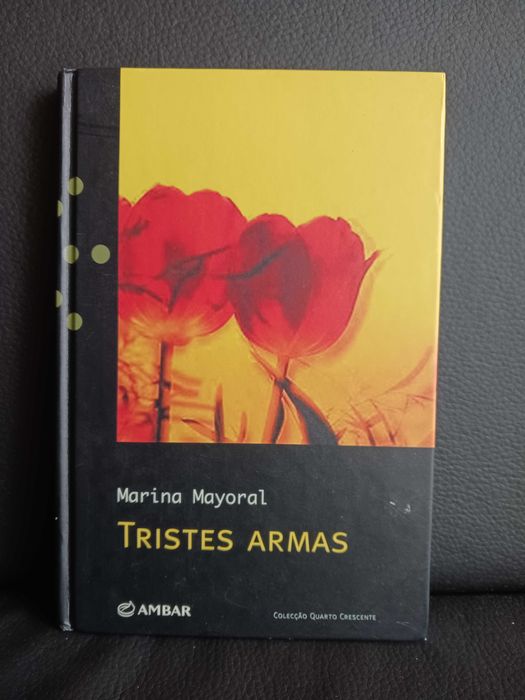 Marina Mayoral
TRISTES ARMAS
AMBAR
COLECÇÃO QUARTO CRESCENTE